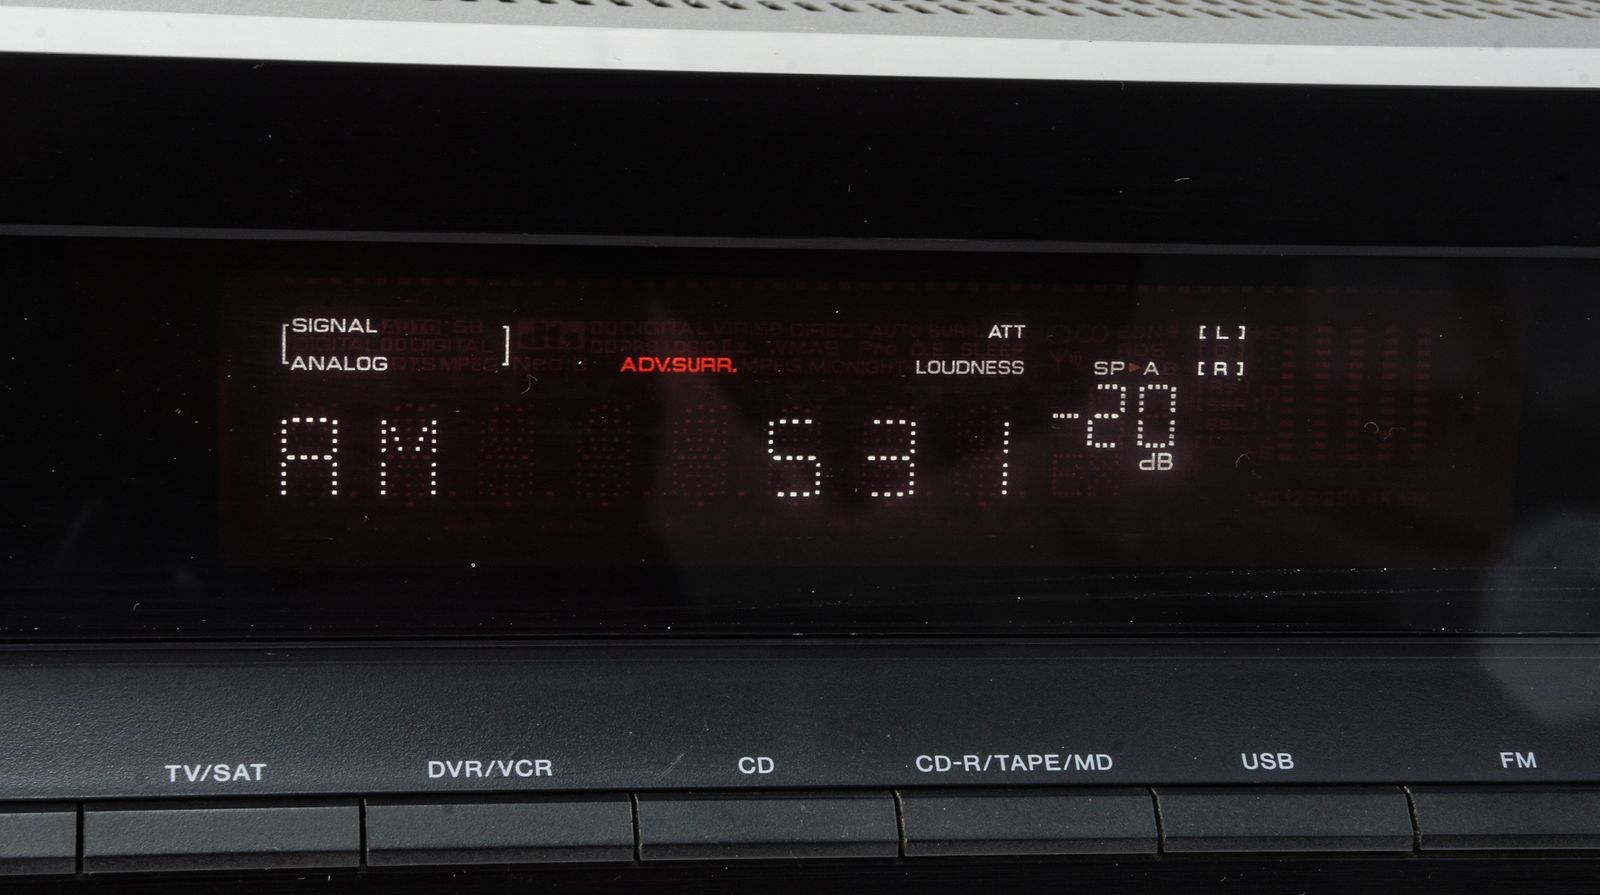 SIGNAL
ANALOG
ADV.SURR.
ATT
LOUDNESS
SP A
[L]
[R]
AM 531
-20
dB
TV/SAT DVR/VCR CD CD-R/TAPE/MD USB FM